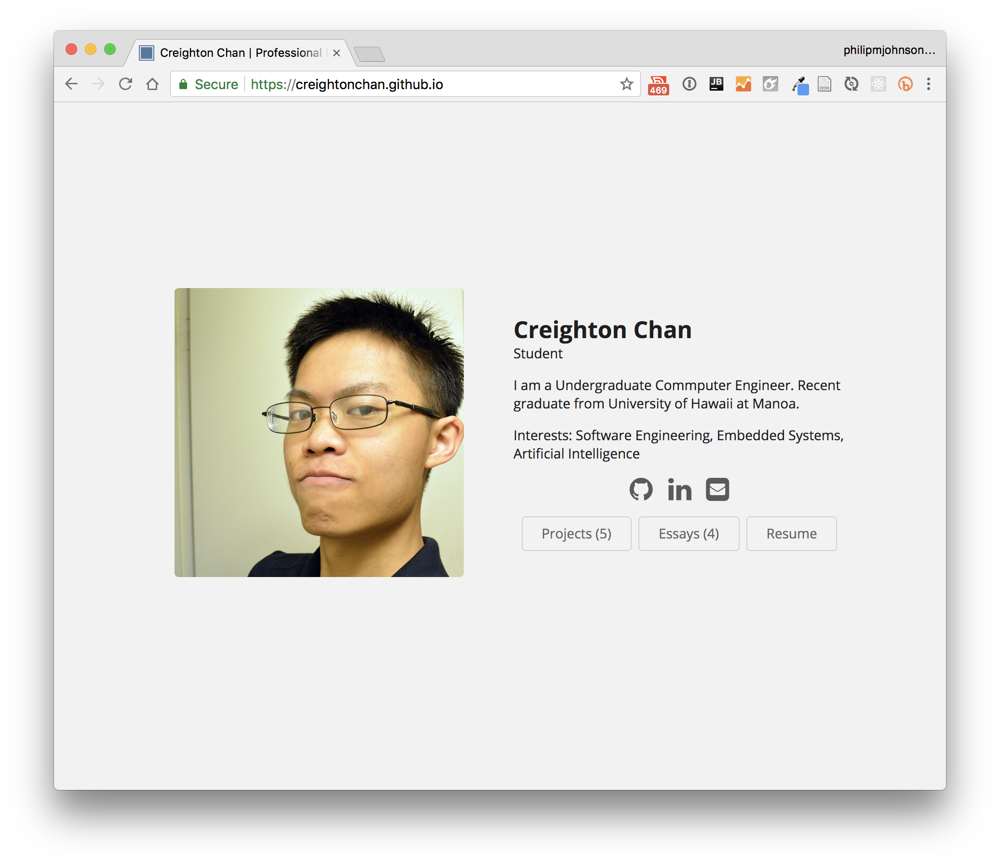 Creighton Chan | Professional
philipmjohnson...
Secure
https://creightonchan.github.io
469
JB
Creighton Chan
Student
I am a Undergraduate Commputer Engineer. Recent
graduate from University of Hawaii at Manoa.
Interests: Software Engineering, Embedded Systems,
Artificial Intelligence
in
Projects (5)
Essays (4)
Resume